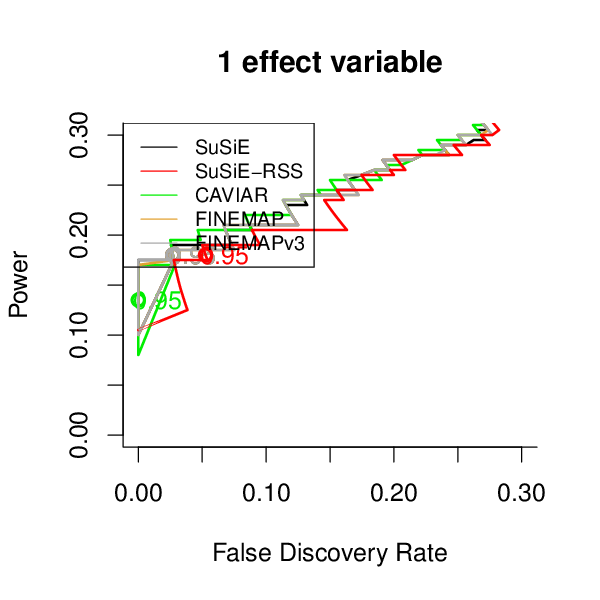 1 effect variable
SuSiE
SuSiE−RSS
CAVIAR
FINEMAP
FINEMAPv3
0.95
0.95
0.00 0.10 0.20 0.30
Power
0.00 0.10 0.20 0.30
False Discovery Rate